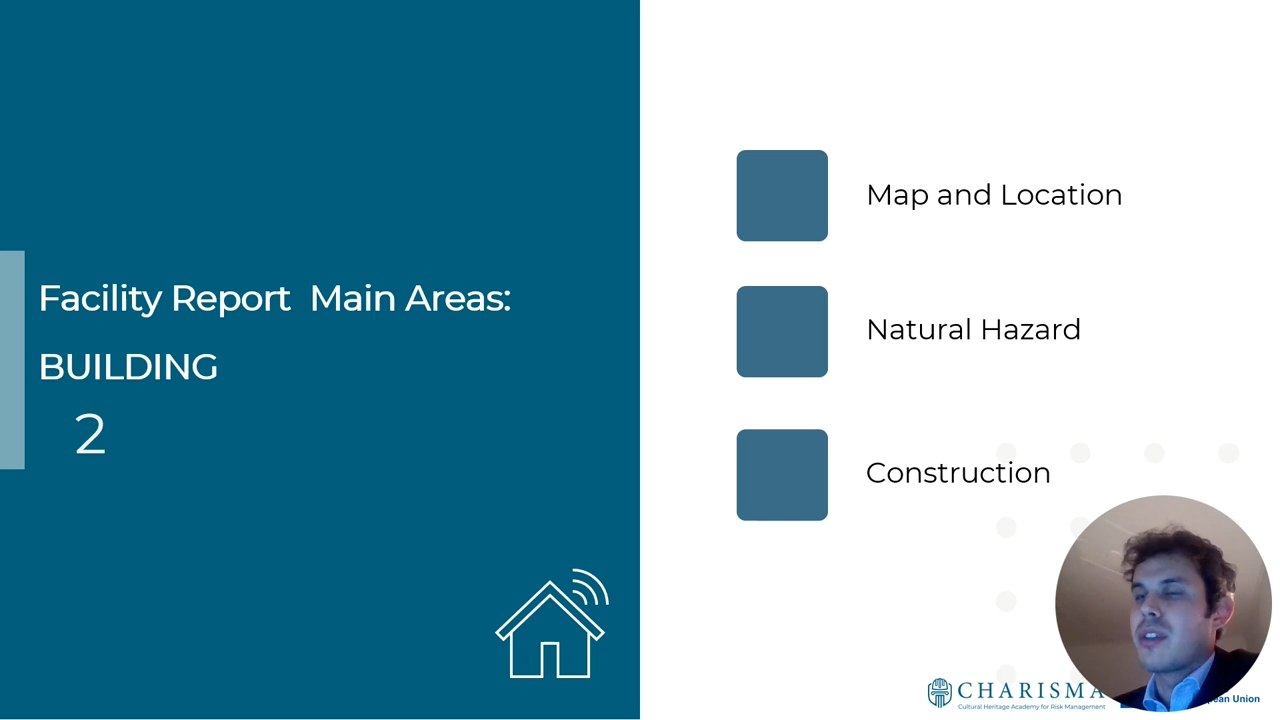 Facility Report  Main Areas:
BUILDING
2
Map and Location
Natural Hazard
Construction
CHARISMA
Cultural Heritage Academy for Risk Management
Union